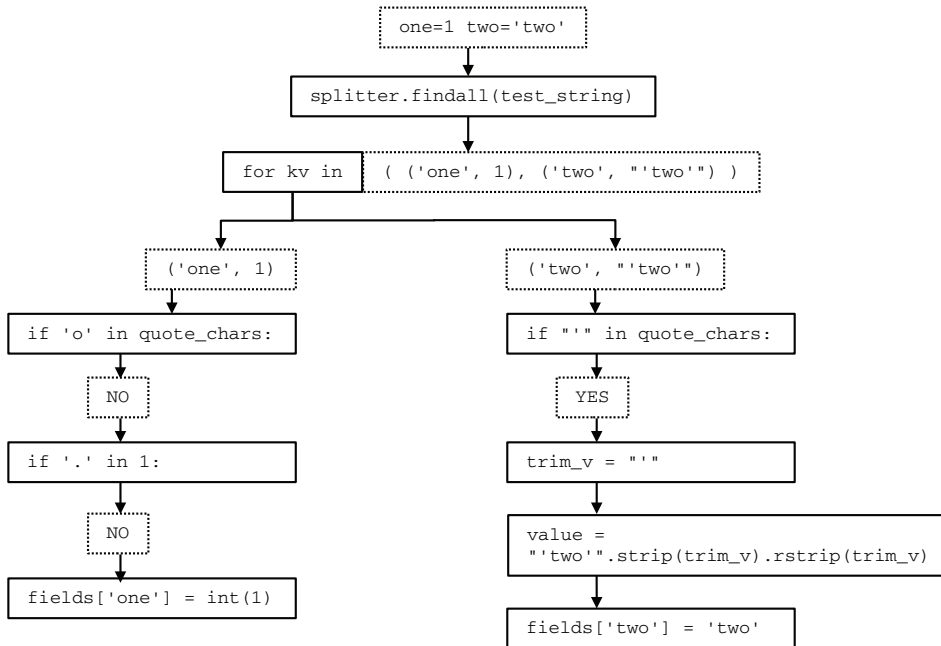 one=1 two='two'
splitter.findall(test_string)
for kv in ( ('one', 1), ('two', "'two'") )
('one', 1)
if 'o' in quote_chars:
NO
if '.' in 1:
NO
fields['one'] = int(1)
('two', "'two'")
if "'" in quote_chars:
YES
trim_v = "'"
value =
"'two'".strip(trim_v).rstrip(trim_v)
fields['two'] = 'two'